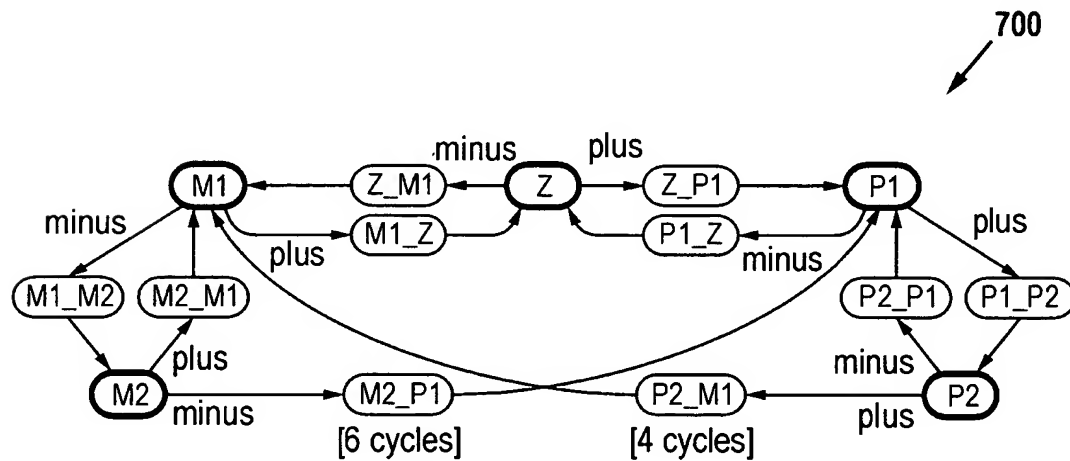 700
minus plus
M1 Z_M1 Z Z_P1 P1
minus plus M1_Z P1_Z minus plus
M1_M2 M2_M1 P2_P1 P1_P2
plus minus
M2 minus M2_P1 P2_M1 plus P2
[6 cycles] [4 cycles]